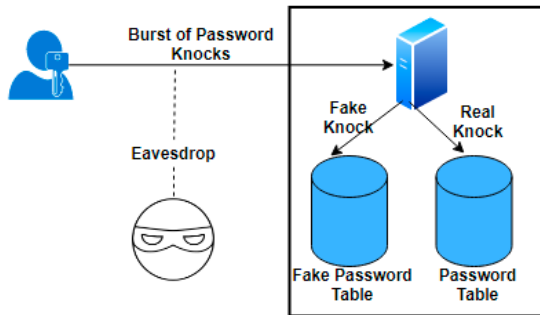 Burst of Password
Knocks
Fake
Knock
Real
Knock
Eavesdrop
Fake Password
Table
Password
Table